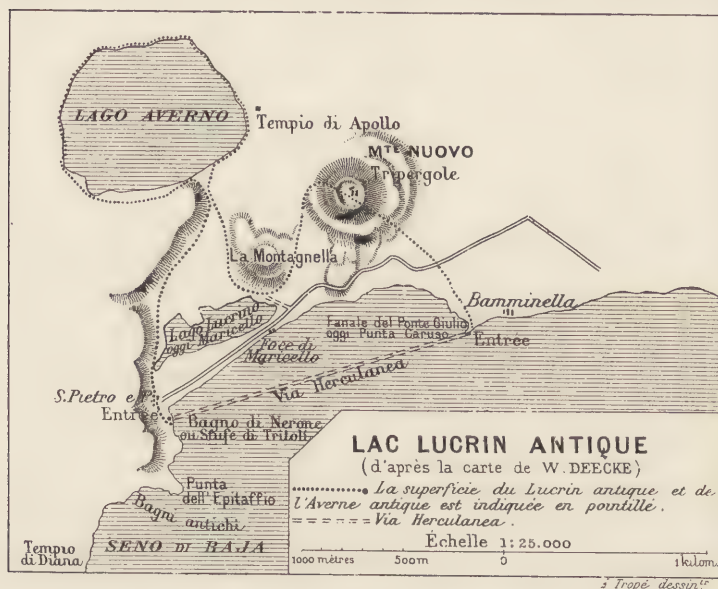 LAGO AVERNO
Tempio di Apollo
MTE NUOVO
Tripergole
La Montagnella
Lago Lucrino
oggi Maricello
Foce di
Maricello
Fanale del Ponte Giulio
oggi Punta Caruso
Bamminella
Entrée
Via Herculanea
S. Pietro e P.
Entrée
Bagno di Nerone
ou Stufe di Tritoli
Punta
dell'Epitaffio
Bagni
antichi
SENO DI BAJA
Tempio
di Diana
LAC LUCRIN ANTIQUE
(d'après la carte de W. DEECKE)
La superficie du Lucrin antique et de
l'Averne antique est indiquée en pointillé.
Via Herculanea.
Échelle 1:25.000
1000 mètres 500m 0 1 kilom.
Tropé dessin.tr